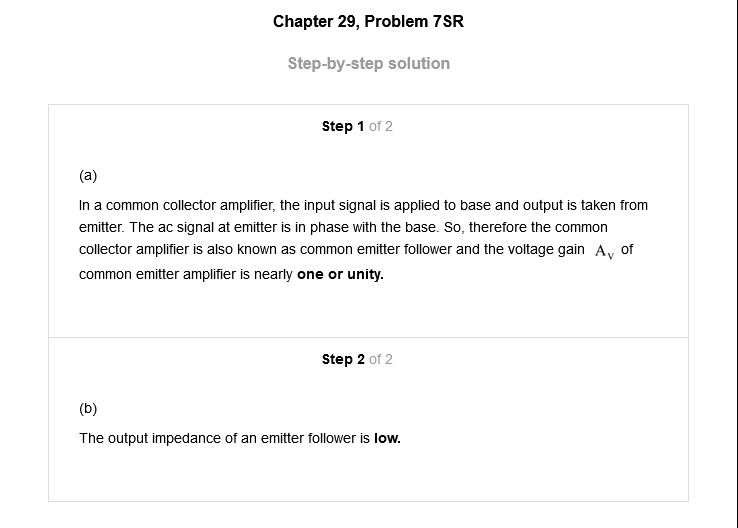 Chapter 29, Problem 7SR
Step-by-step solution
Step 1 of 2
(a)
In a common collector amplifier, the input signal is applied to base and output is taken from
emitter. The ac signal at emitter is in phase with the base. So, therefore the common
collector amplifier is also known as common emitter follower and the voltage gain Av of
common emitter amplifier is nearly one or unity.
Step 2 of 2
(b)
The output impedance of an emitter follower is low.